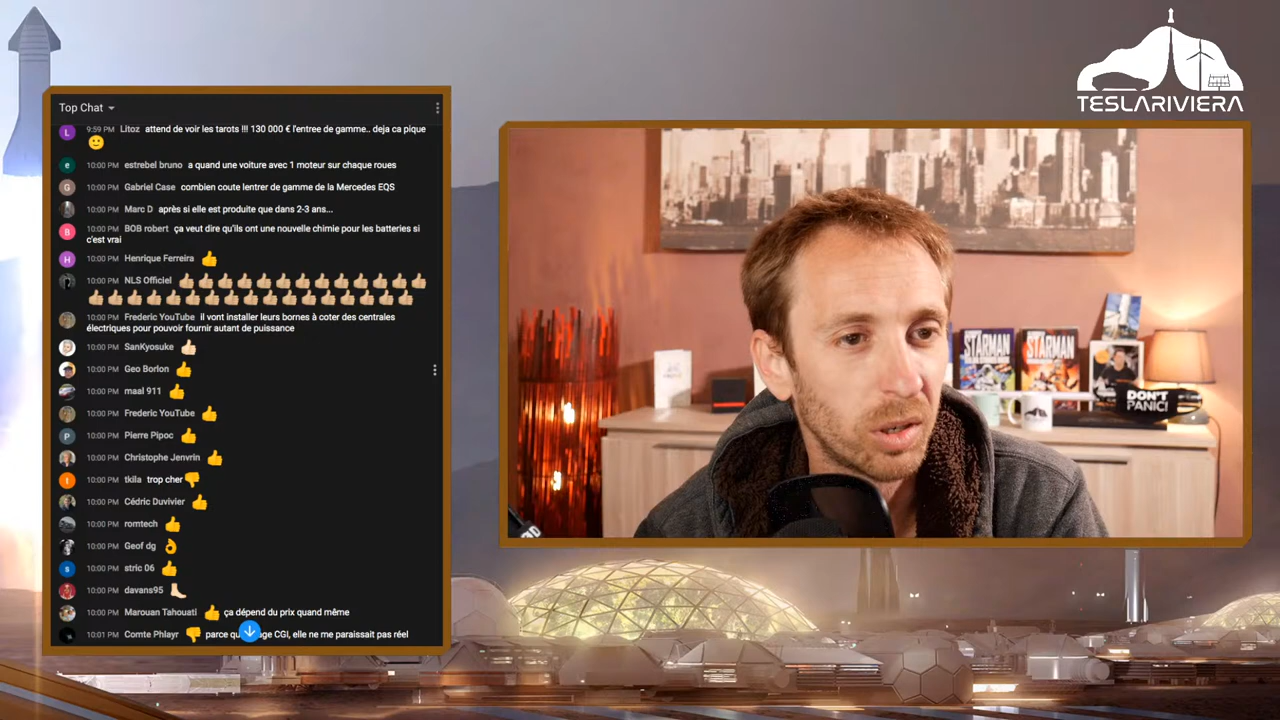 TESLARIVIERA
Top Chat
9:59 PM Litoz attend de voir les tarots !!! 130 000 € l'entree de gamme.. deja ca pique
🙂
10:00 PM estrebel bruno a quand une voiture avec 1 moteur sur chaque roues
10:00 PM Gabriel Case combien coute lentrer de gamme de la Mercedes EQS
10:00 PM Marc D après si elle est produite que dans 2-3 ans...
10:00 PM BOB robert ça veut dire qu'ils ont une nouvelle chimie pour les batteries si
c'est vrai
10:00 PM Henrique Ferreira 👍
10:00 PM NLS Officiel 👍🏼👍🏼👍🏼👍🏼👍🏼👍🏼👍🏼👍🏼👍🏼👍🏼👍🏼👍🏼👍🏼
👍🏼👍🏼👍🏼👍🏼👍🏼👍🏼👍🏼👍🏼👍🏼👍🏼👍🏼👍🏼👍🏼👍🏼👍🏼👍🏼👍🏼
10:00 PM Frederic YouTube il vont installer leurs bornes à coter des centrales
électriques pour pouvoir fournir autant de puissance
10:00 PM SanKyosuke 👍🏻
10:00 PM Geo Borlon 👍
10:00 PM maal 911 👍
10:00 PM Frederic YouTube 👍
10:00 PM Pierre Pipoc 👍
10:00 PM Christophe Jenvrin 👍
10:00 PM tkila trop cher👎
10:00 PM Cédric Duvivier 👍
10:00 PM romtech 👍
10:00 PM Geof dg 👌
10:00 PM stric 06 👍
10:00 PM davans95 🦶🏻
10:00 PM Marouan Tahouati 👍 ça dépend du prix quand même
10:01 PM Comte Phlayr 👎 parce CGI, elle ne me paraissait pas réel
STARMAN
STARMAN
DON'T
PANIC!